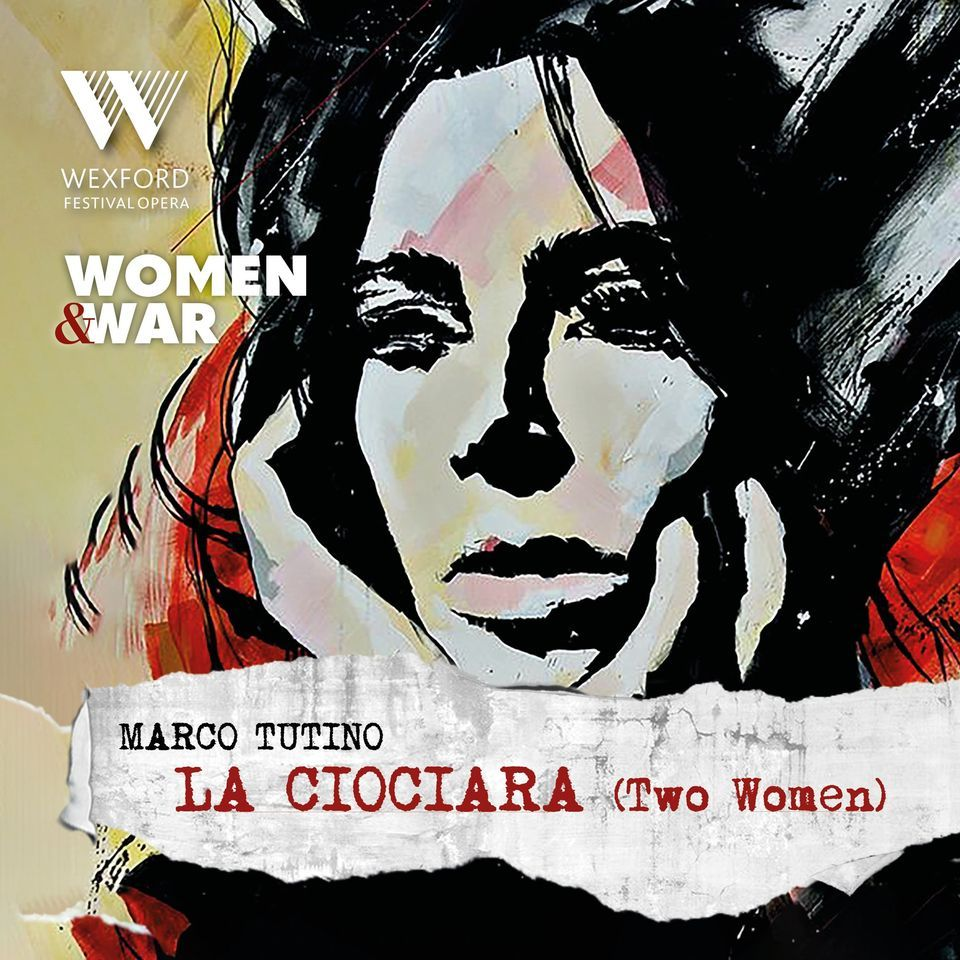 W
WEXFORD
FESTIVAL OPERA
WOMEN
&WAR
MARCO TUTINO
LA CIOCIARA (Two Women)